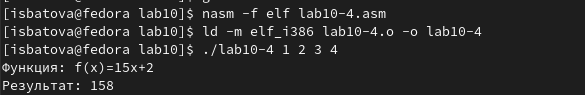 [isbatova@fedora lab10]$ nasm -f elf lab10-4.asm
[isbatova@fedora lab10]$ ld -m elf_i386 lab10-4.o -o lab10-4
[isbatova@fedora lab10]$ ./lab10-4 1 2 3 4
Функция: f(x)=15x+2
Результат: 158